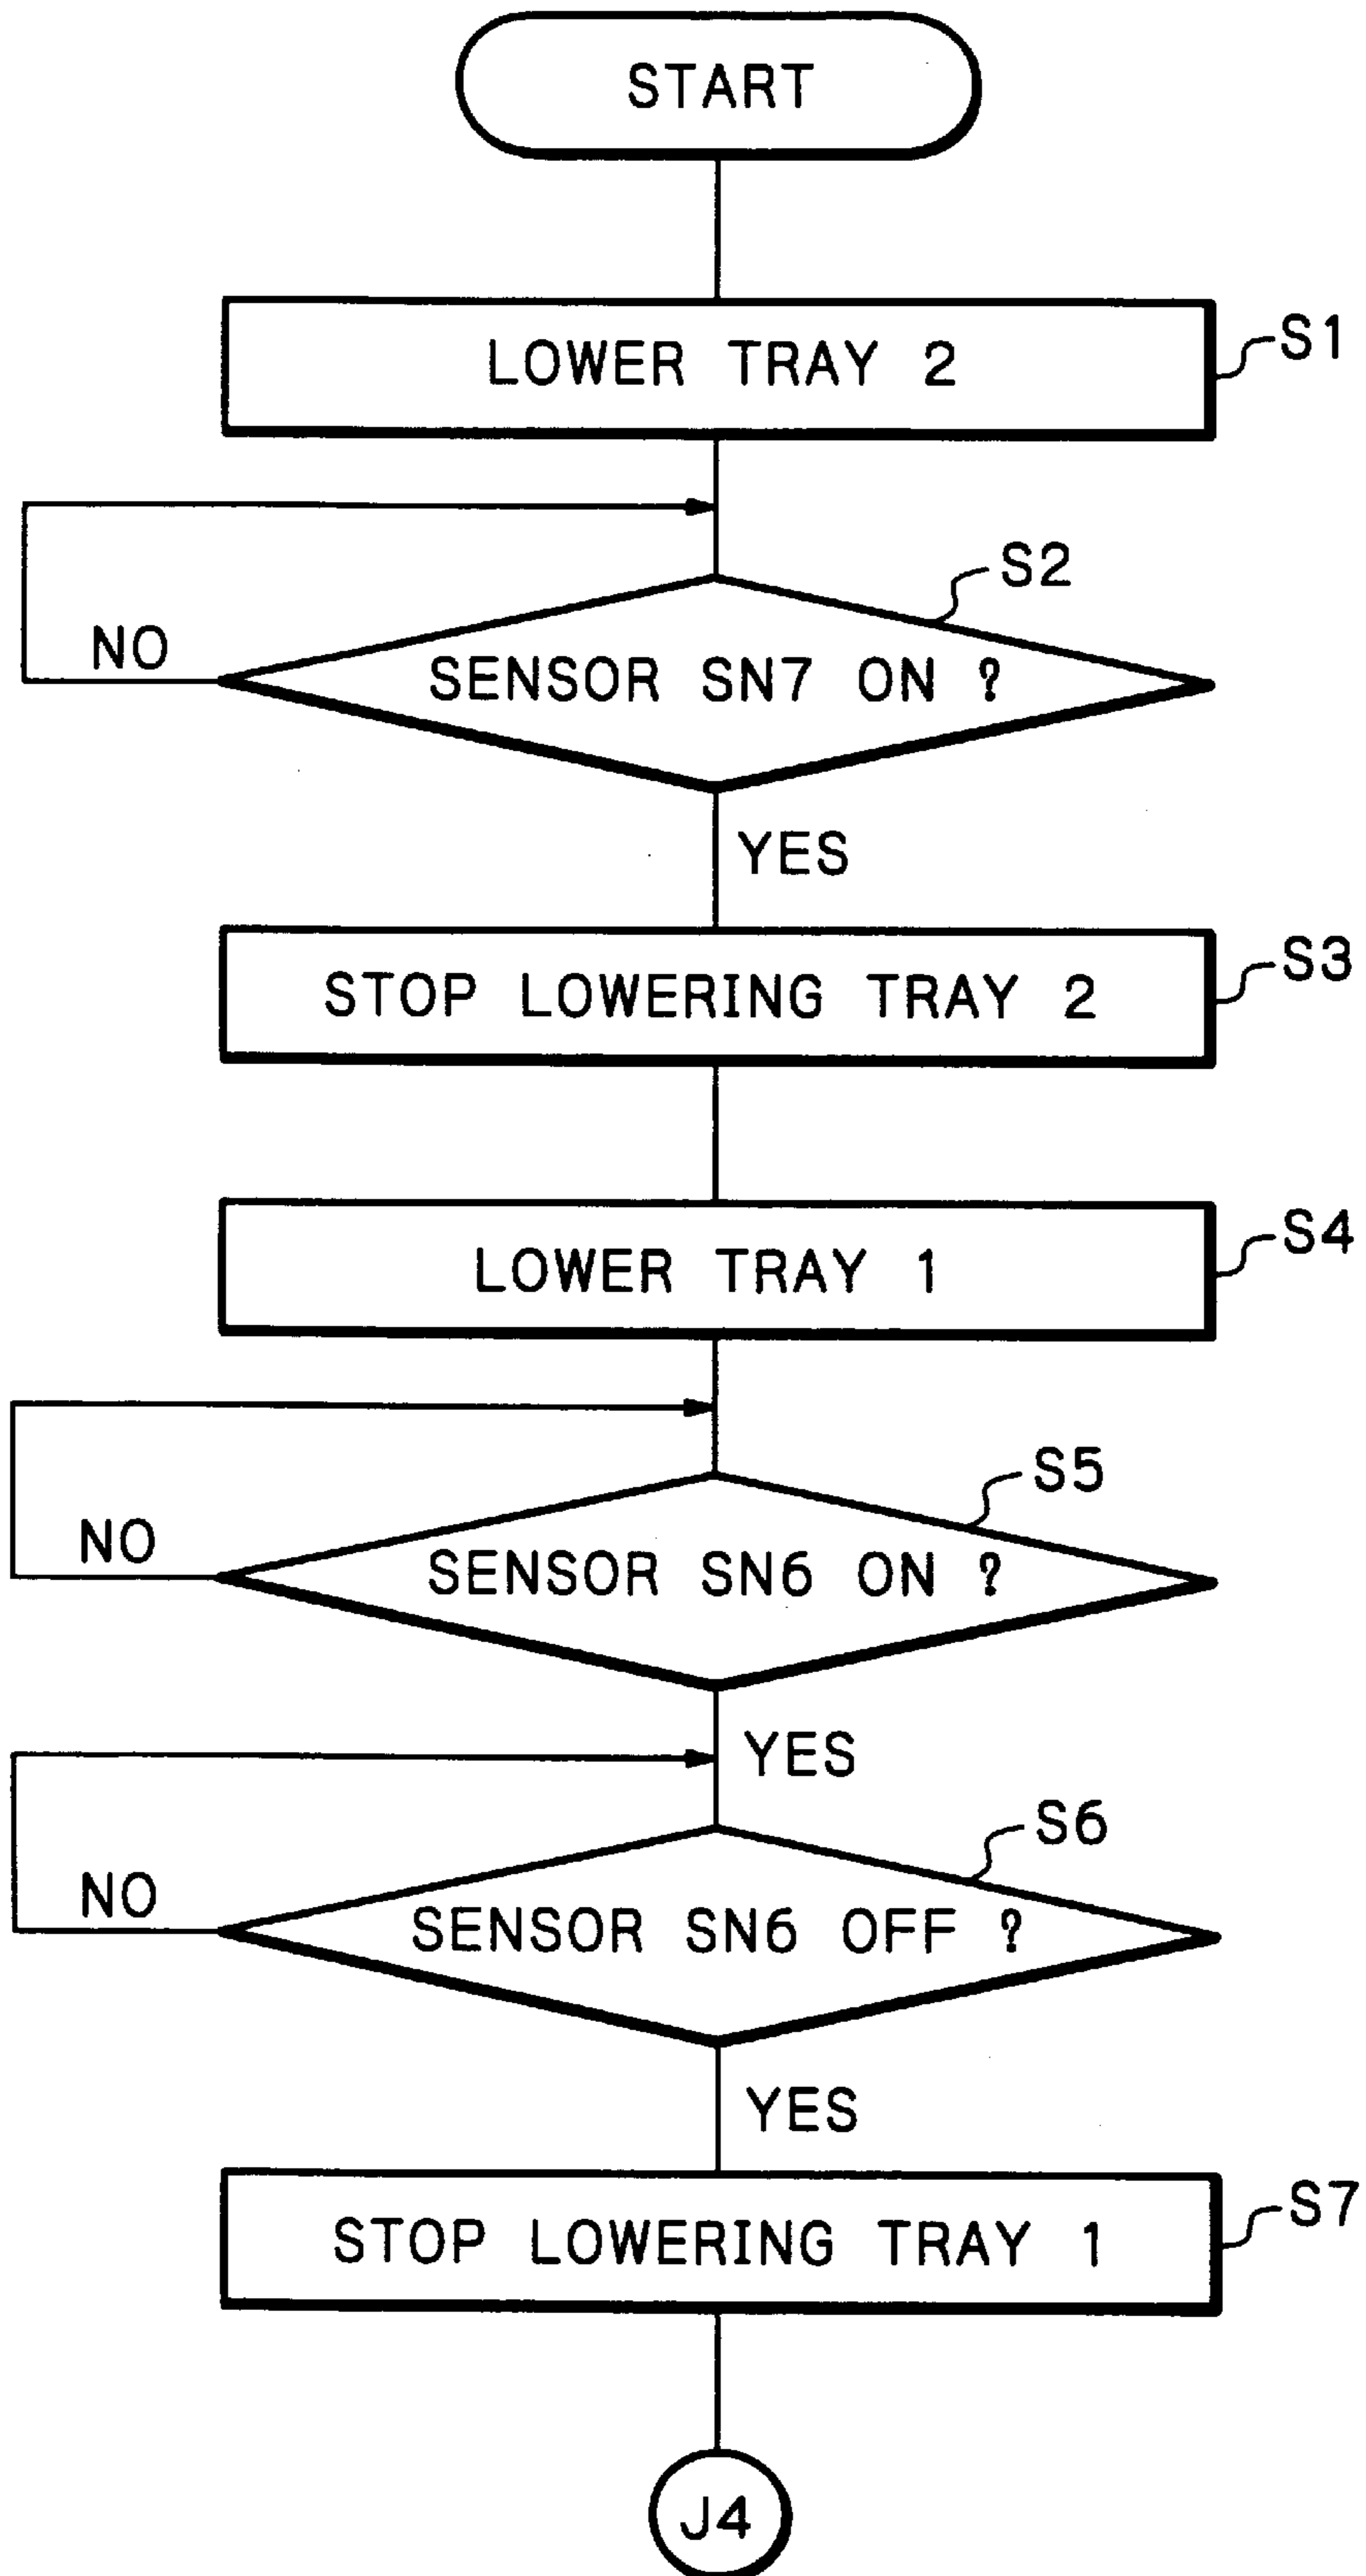 START
LOWER TRAY 2
S1
S2
NO
SENSOR SN7 ON ?
YES
S3
STOP LOWERING TRAY 2
S4
LOWER TRAY 1
S5
NO
SENSOR SN6 ON ?
YES
S6
NO
SENSOR SN6 OFF ?
YES
S7
STOP LOWERING TRAY 1
J4